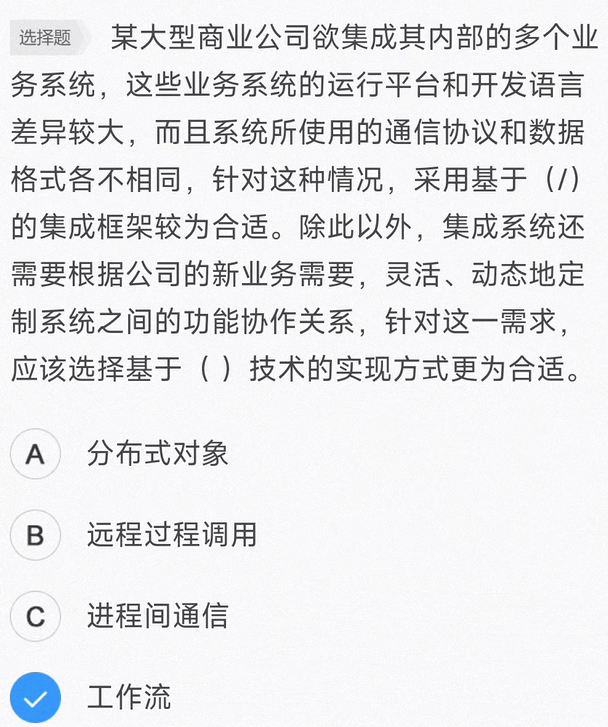 选择题 某大型商业公司欲集成其内部的多个业
务系统，这些业务系统的运行平台和开发语言
差异较大，而且系统所使用的通信协议和数据
格式各不相同，针对这种情况，采用基于（/）
的集成框架较为合适。除此以外，集成系统还
需要根据公司的新业务需要，灵活、动态地定
制系统之间的功能协作关系，针对这一需求，
应该选择基于（ ）技术的实现方式更为合适。
A 分布式对象
B 远程过程调用
C 进程间通信
工作流